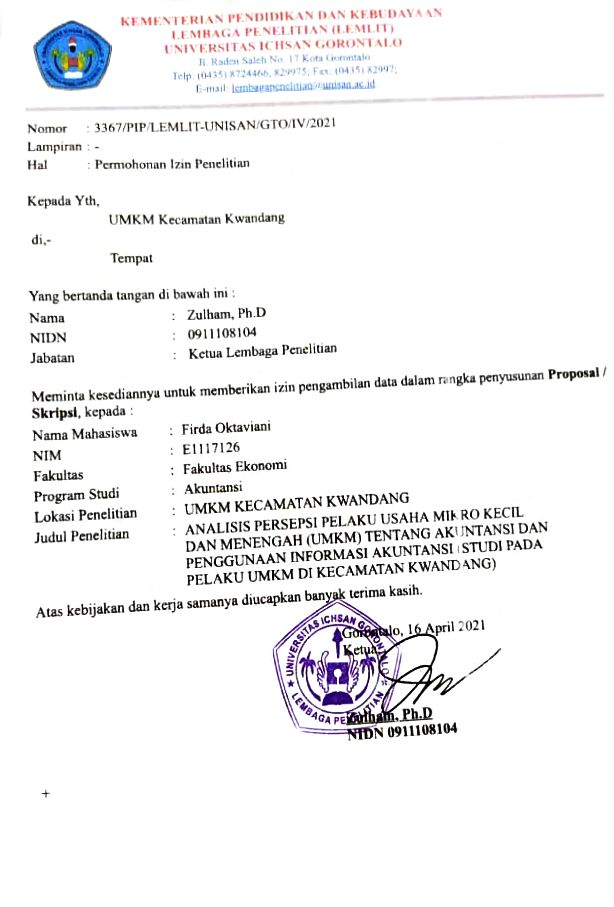 KEMENTERIAN PENDIDIKAN DAN KEBUDAYAAN
LEMBAGA PENELITIAN (LEMLIT)
UNIVERSITAS ICHSAN GORONTALO
Jl. Raden Saleh No. 17 Kota Gorontalo
Telp: (0435) 8724466, 829975; Fax: (0435) 82997;
E-mail: lembagapenelitian@unisan.ac.id
Nomor : 3367/PIP/LEMLIT-UNISAN/GTO/IV/2021
Lampiran : -
Hal : Permohonan Izin Penelitian
Kepada Yth,
UMKM Kecamatan Kwandang
di,-
Tempat
Yang bertanda tangan di bawah ini :
Nama : Zulham, Ph.D
NIDN : 0911108104
Jabatan : Ketua Lembaga Penelitian
Meminta kesediannya untuk memberikan izin pengambilan data dalam rangka penyusunan Proposal /
Skripsi, kepada :
Nama Mahasiswa : Firda Oktaviani
NIM : E1117126
Fakultas : Fakultas Ekonomi
Program Studi : Akuntansi
Lokasi Penelitian : UMKM KECAMATAN KWANDANG
Judul Penelitian : ANALISIS PERSEPSI PELAKU USAHA MIKRO KECIL
DAN MENENGAH (UMKM) TENTANG AKUNTANSI DAN
PENGGUNAAN INFORMASI AKUNTANSI (STUDI PADA
PELAKU UMKM DI KECAMATAN KWANDANG)
Atas kebijakan dan kerja samanya diucapkan banyak terima kasih.
Gorontalo, 16 April 2021
Ketua
UNIVERSITAS ICHSAN GORONTALO
LEMBAGA PENELITIAN
Zulham, Ph.D
NIDN 0911108104
+